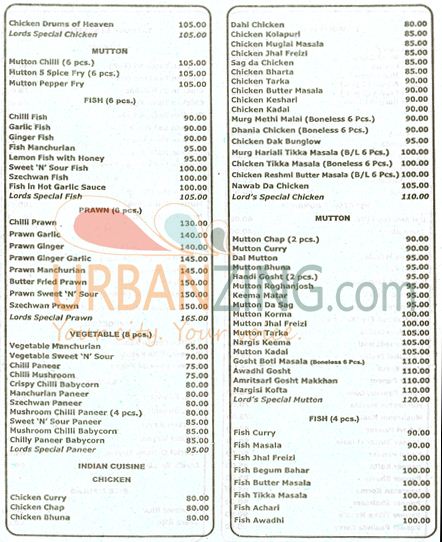 Chicken Drums of Heaven 105.00
Lords Special Chicken 105.00
MUTTON
Mutton Chilli (6 pcs.) 105.00
Mutton 5 Spice Fry (6 pcs.) 105.00
Mutton Pepper Fry 105.00
FISH (6 pcs.)
Chilli Fish 90.00
Garlic Fish 90.00
Ginger Fish 90.00
Fish Manchurian 95.00
Lemon Fish with Honey 95.00
Sweet 'N' Sour Fish 100.00
Szechwan Fish 100.00
Fish In Hot Garlic Sauce 100.00
Lords Special Fish 105.00
PRAWN (6 pcs.)
Chilli Prawn 130.00
Prawn Garlic 140.00
Prawn Ginger 140.00
Prawn Ginger Garlic 145.00
Prawn Manchurian 145.00
Butter Fried Prawn 150.00
Prawn Sweet 'N' Sour 150.00
Szechwan Prawn 150.00
Lords Special Prawn 165.00
VEGETABLE (8 pcs.)
Vegetable Manchurian 65.00
Vegetable Sweet 'N' Sour 70.00
Chilli Paneer 75.00
Chilli Mushroom 75.00
Crispy Chilli Babycorn 80.00
Manchurian Paneer 80.00
Szechwan Paneer 80.00
Mushroom Chilli Paneer (4 pcs.) 80.00
Sweet 'N' Sour Paneer 85.00
Mushroom Chilli Babycorn 85.00
Chilly Paneer Babycorn 85.00
Lords Special Paneer 95.00
INDIAN CUISINE
CHICKEN
Chicken Curry 80.00
Chicken Chap 80.00
Chicken Bhuna 80.00
Dahi Chicken 80.00
Chicken Kolapuri 85.00
Chicken Muglai Masala 85.00
Chicken Jhal Freizi 85.00
Sag da Chicken 85.00
Chicken Bharta 85.00
Chicken Tarka 90.00
Chicken Butter Masala 90.00
Chicken Keshari 90.00
Chicken Kadai 90.00
Murg Methi Malai (Boneless 6 Pcs.) 90.00
Dhania Chicken (Boneless 6 Pcs.) 90.00
Chicken Dak Bunglow 95.00
Murg Hariali Tikka Masala (B/L 6 Pcs.) 100.00
Chicken Tikka Masala (Boneless 6 Pcs.) 100.00
Chicken Reshmi Butter Masala (B/L 6 Pcs.) 100.00
Nawab Da Chicken 105.00
Lord's Special Chicken 110.00
MUTTON
Mutton Chap (2 pcs.) 90.00
Mutton Curry 90.00
Dal Mutton 95.00
Mutton Bhuna 95.00
Handi Gosht (2 pcs.) 95.00
Mutton Roganjosh 95.00
Keema Mattar 95.00
Mutton Da Sag 100.00
Mutton Korma 100.00
Mutton Jhal Freizi 100.00
Mutton Tarka 105.00
Nargis Keema 105.00
Mutton Kadai 105.00
Gosht Boti Masala (Boneless 6 Pcs.) 110.00
Awadhi Gosht 110.00
Amritsari Gosht Makkhan 110.00
Nargisi Kofta 110.00
Lord's Special Mutton 120.00
FISH (4 pcs.)
Fish Curry 90.00
Fish Masala 90.00
Fish Jhal Freizi 100.00
Fish Begum Bahar 100.00
Fish Butter Masala 100.00
Fish Tikka Masala 100.00
Fish Achari 100.00
Fish Awadhi 100.00
URBANZING.com
Your city. Your